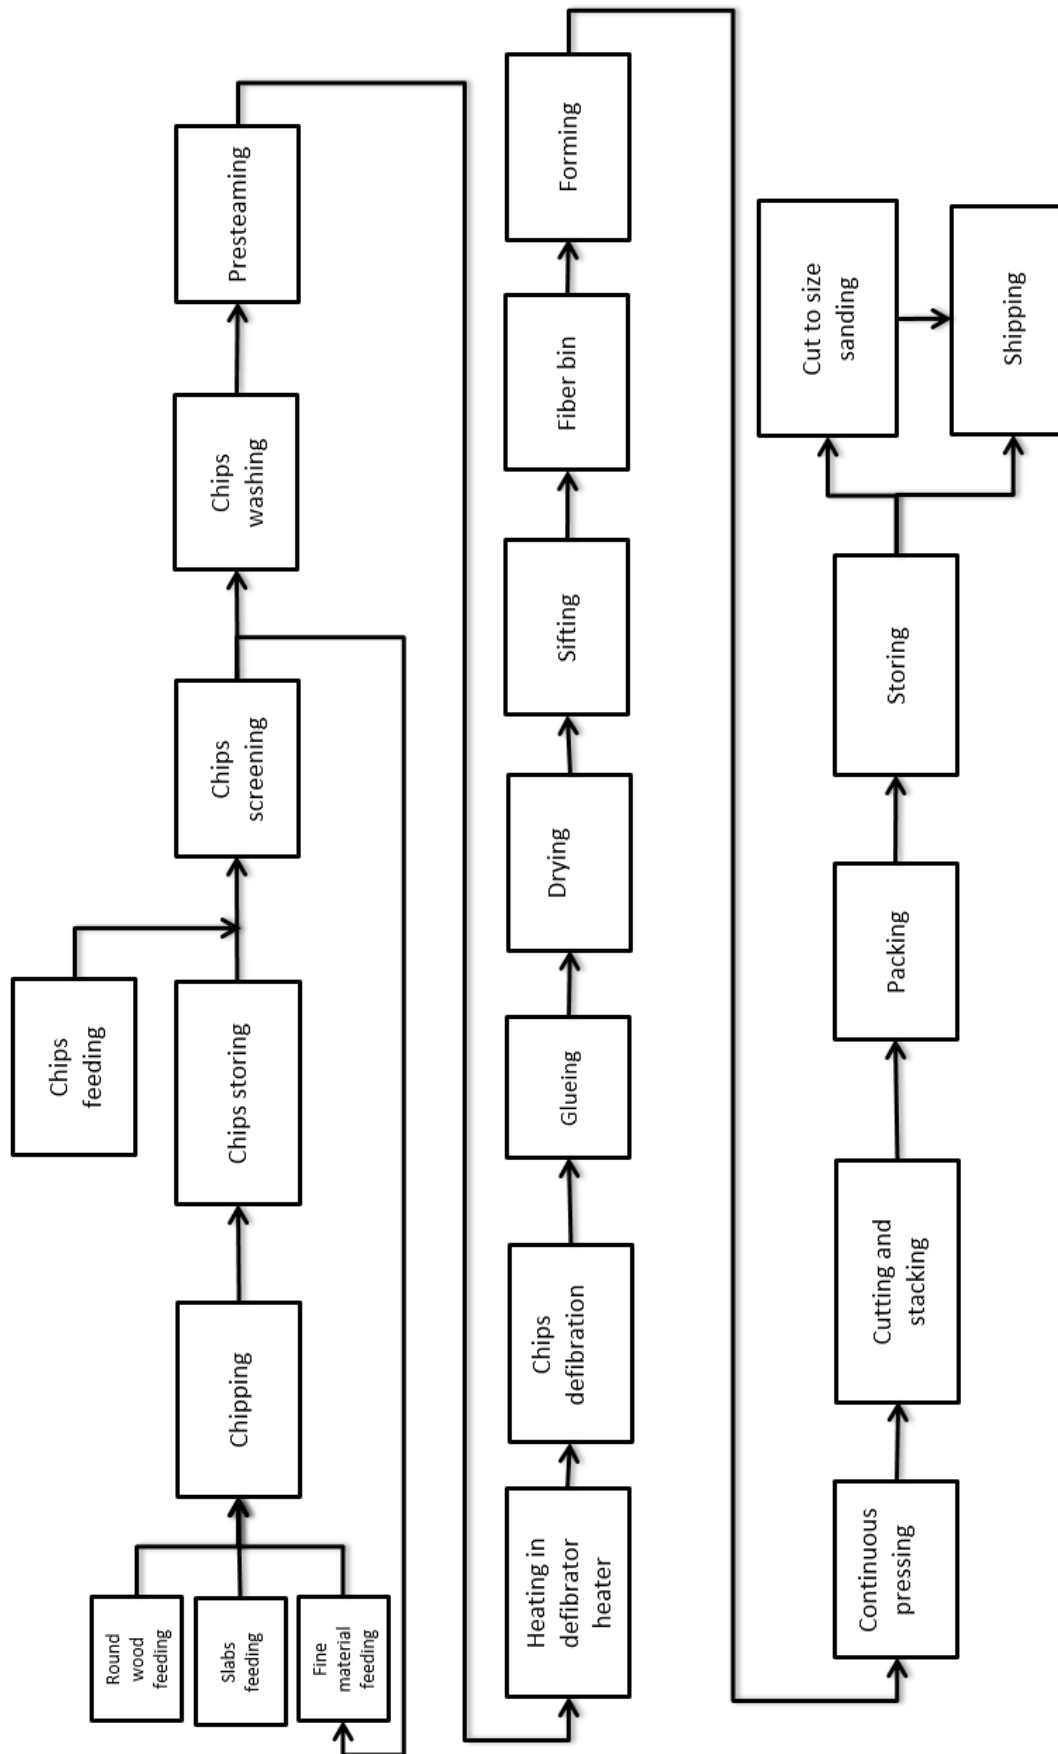 Round
wood
feeding
Slabs
feeding
Fine
material
feeding
Chipping
Chips storing
Chips
feeding
Chips
screening
Chips
washing
Presteaming
Heating in
defibrator
heater
Chips
defibration
Glueing
Drying
Sifting
Fiber bin
Forming
Continuous
pressing
Cutting and
stacking
Packing
Storing
Cut to size
sanding
Shipping